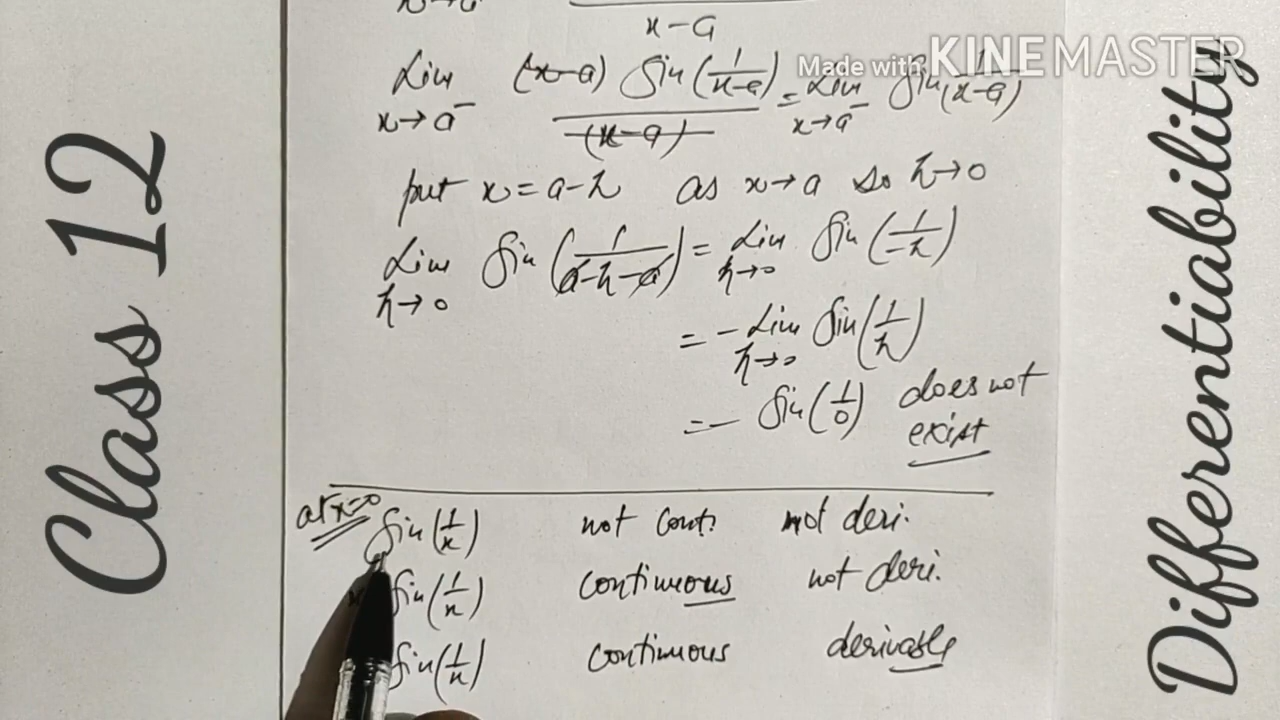 Class 12
x - a
Lim x→a⁻ (x-a) Sin(1/(x-a)) / (x-a) = Lim x→a⁻ Sin(1/(x-a))
Made with KINEMASTER
put x = a-h as x→a so h→0
Lim h→0 Sin(1/(a-h-a)) = Lim h→0 Sin(1/-h)
= - Lim h→0 Sin(1/h)
= - Sin(1/0) does not
exist
at x=0
Sin(1/x) not cont. not deri.
Sin(1/x) continuous not deri.
Sin(1/x) continuous derivable
Differentiability